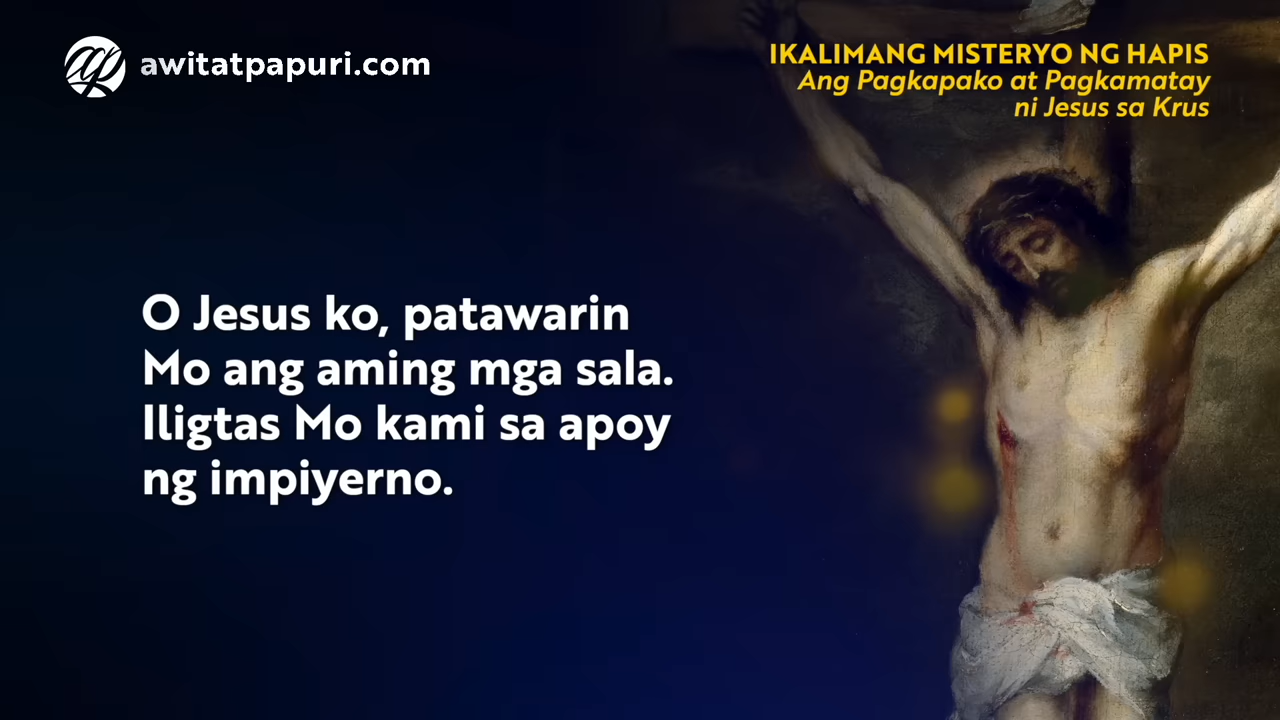 awitatpapuri.com
IKALIMANG MISTERYO NG HAPIS
Ang Pagkapako at Pagkamatay
ni Jesus sa Krus
O Jesus ko, patawarin
Mo ang aming mga sala.
Iligtas Mo kami sa apoy
ng impiyerno.